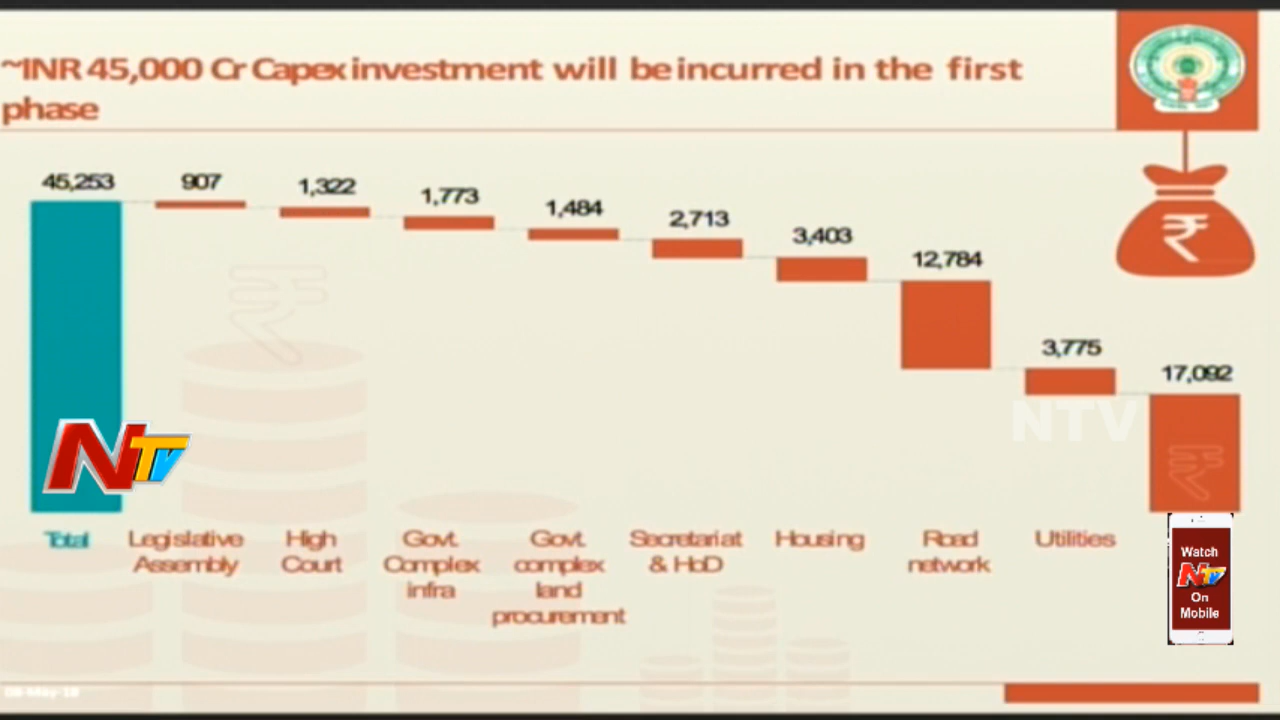 ~INR 45,000 Cr Capex investment will be incurred in the first
phase
45,253
907
1,322
1,773
1,484
2,713
3,403
12,784
3,775
17,092
₹
NTV
NTV
Total
Legislative
Assembly
High
Court
Govt.
Complex
infra
Govt.
complex
land
procurement
Secretariat
& HoD
Housing
Road
network
Utilities
Watch
NTV
On
Mobile